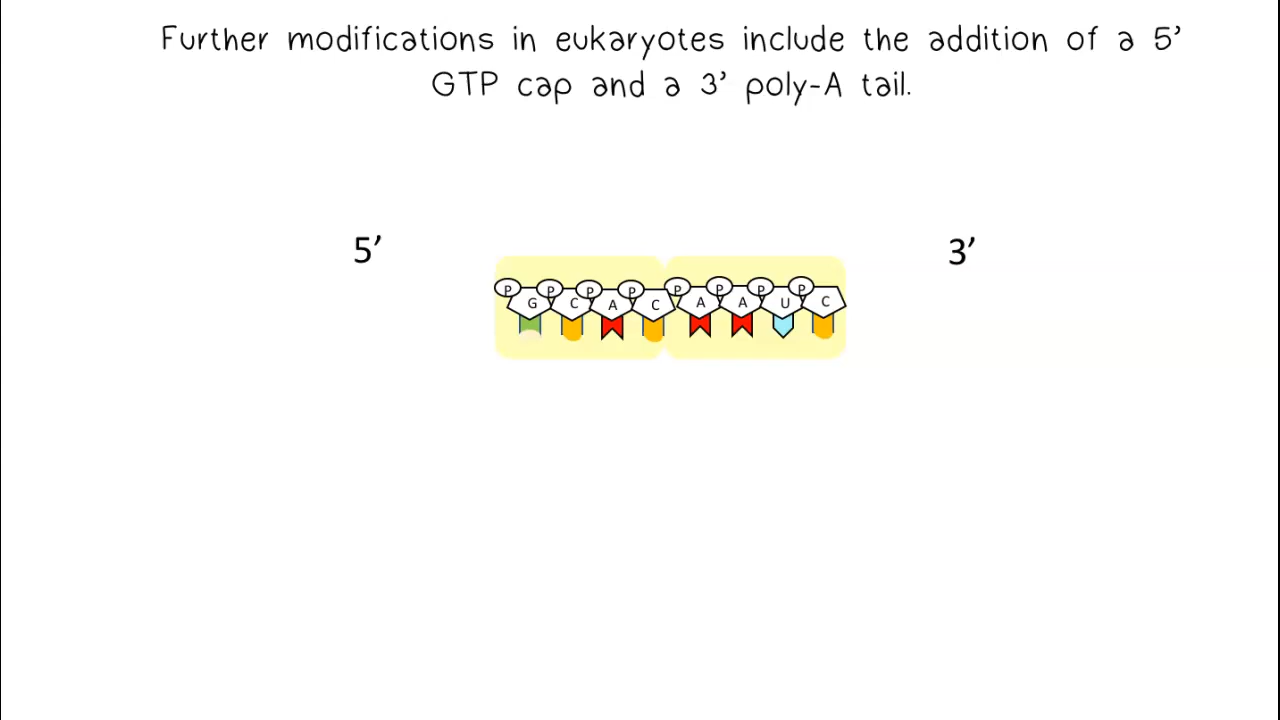 Further modifications in eukaryotes include the addition of a 5’
GTP cap and a 3’ poly-A tail.
5’ 3’
P P P P P P P P
G C A C A A U C